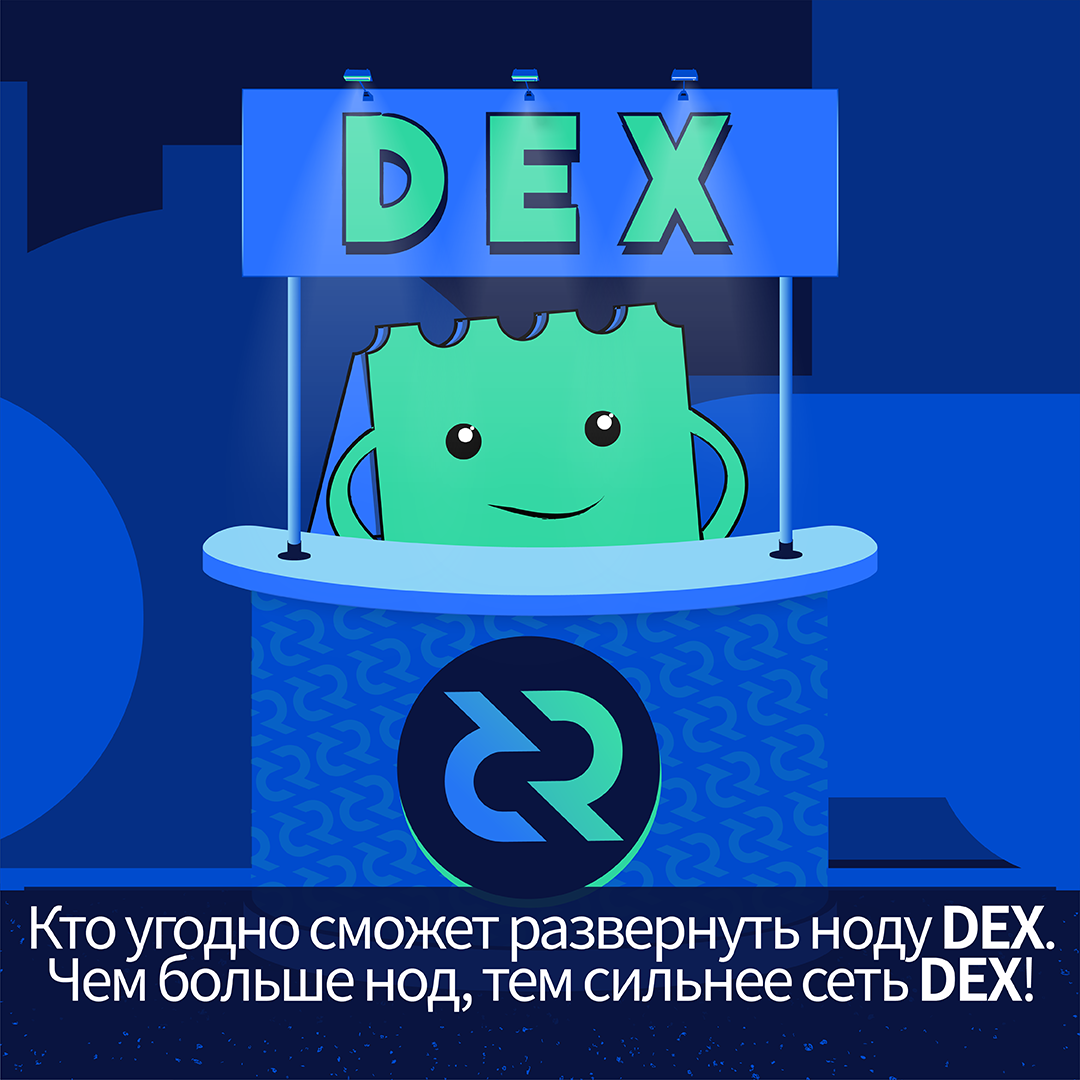 DEX
Кто угодно сможет развернуть ноду DEX.
Чем больше нод, тем сильнее сеть DEX!